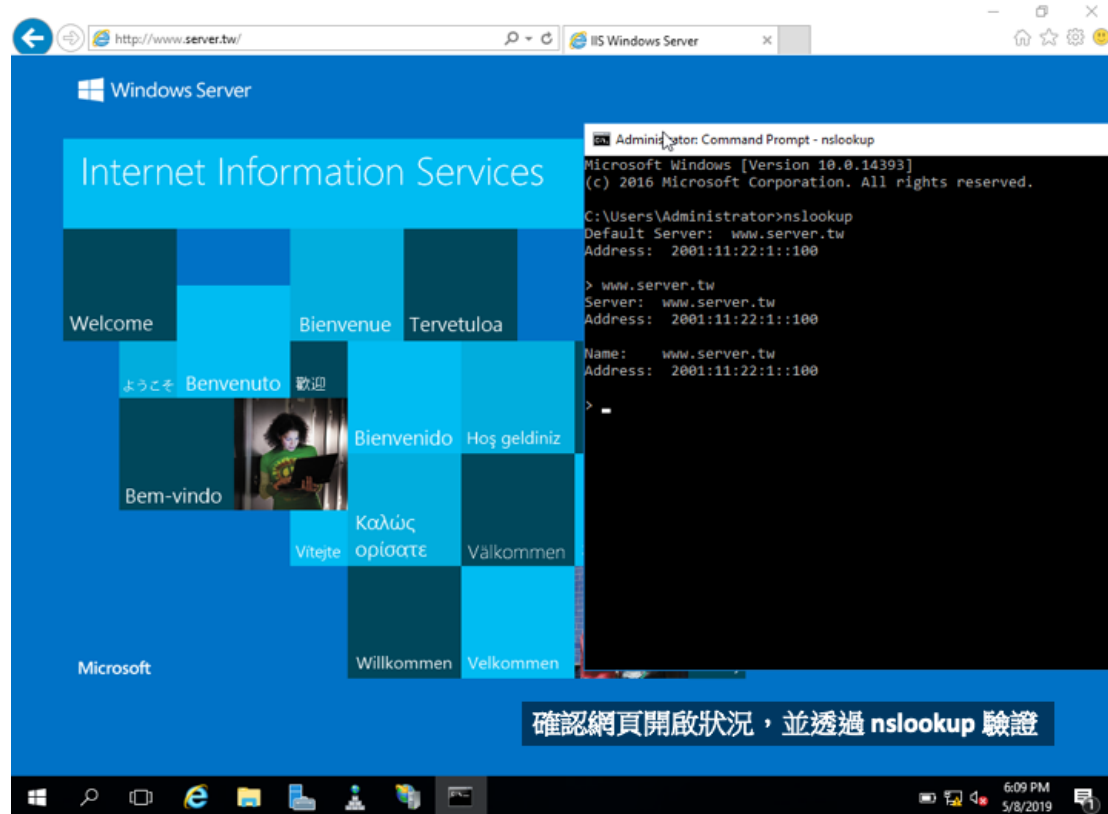 http://www.server.tw/
IIS Windows Server
Windows Server
Internet Information Services
Welcome
Bienvenue
Tervetuloa
ようこそ
Benvenuto
歡迎
Bienvenido
Hoş geldiniz
Bem-vindo
Vítejte
Καλώς
ορίσατε
Välkommen
Willkommen
Velkommen
Microsoft
Administrator: Command Prompt - nslookup
Microsoft Windows [Version 10.0.14393]
(c) 2016 Microsoft Corporation. All rights reserved.
C:\Users\Administrator>nslookup
Default Server:  www.server.tw
Address:  2001:11:22:1::100
> www.server.tw
Server:  www.server.tw
Address:  2001:11:22:1::100
Name:    www.server.tw
Address:  2001:11:22:1::100
>
確認網頁開啟狀況，並透過 nslookup 驗證
6:09 PM
5/8/2019